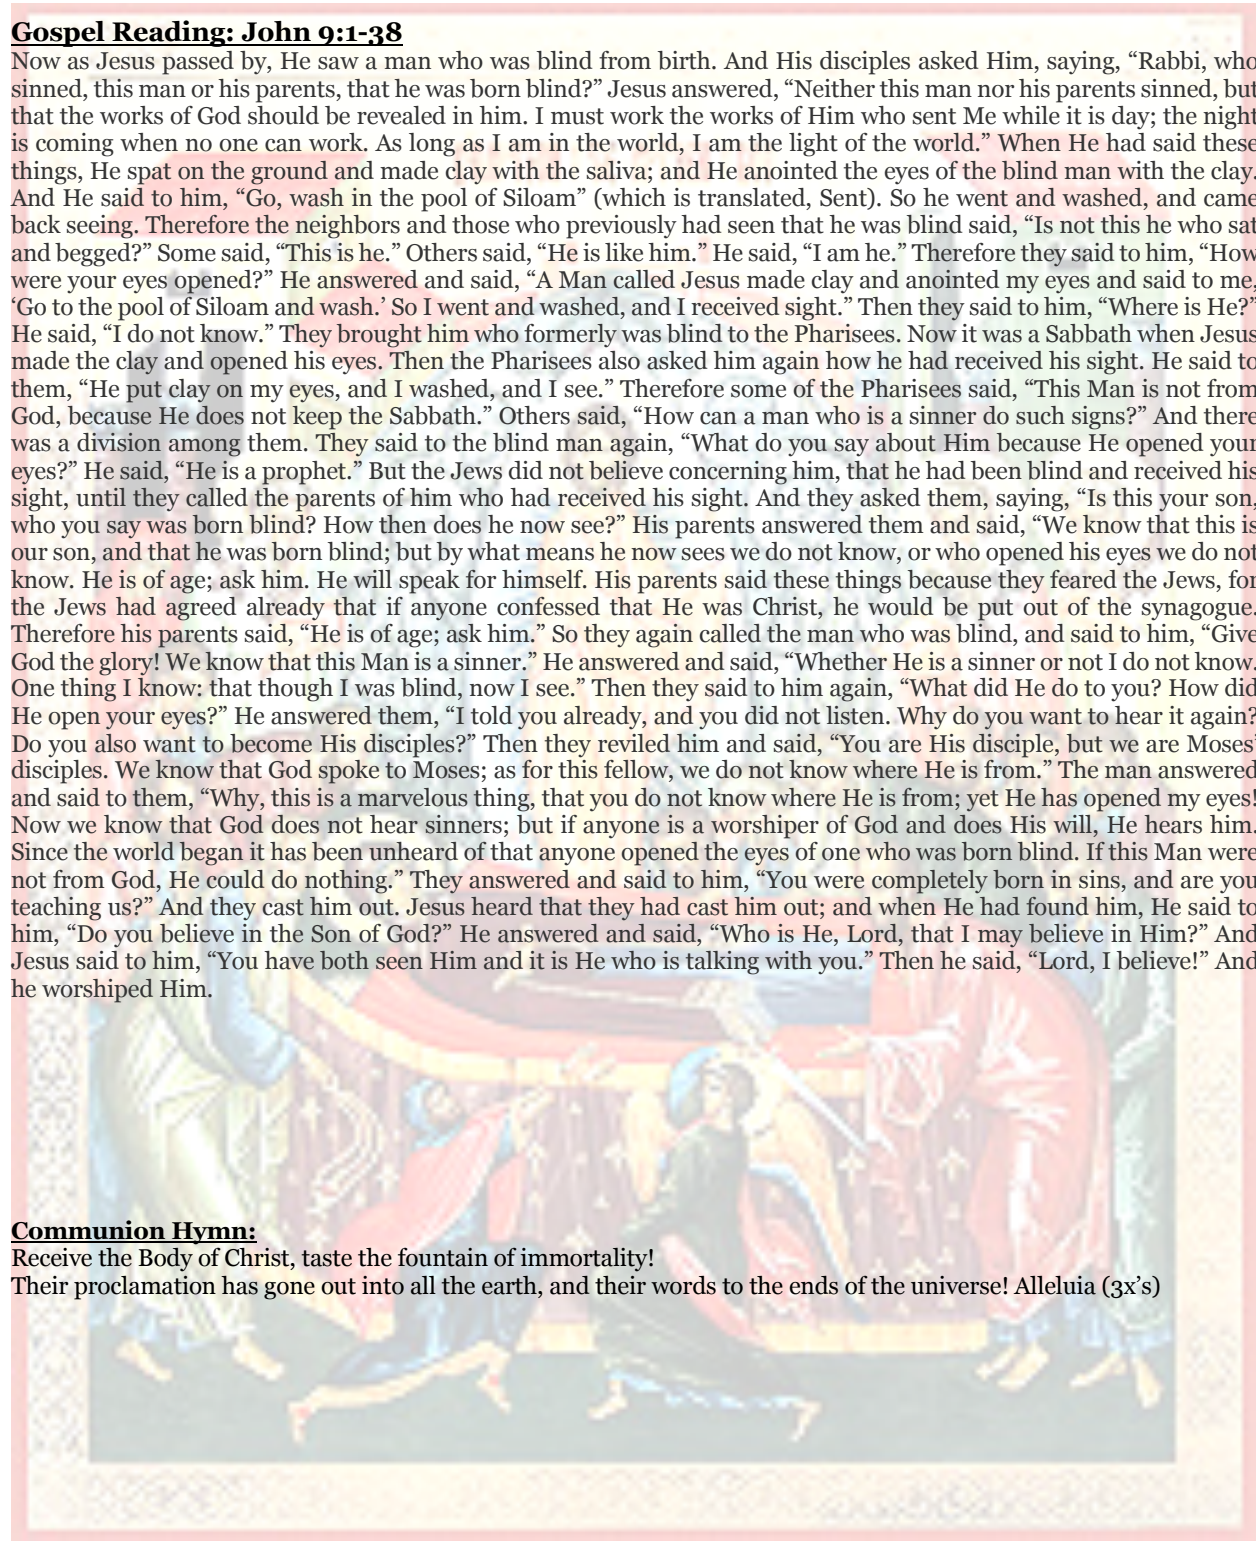 Gospel Reading: John 9:1-38
Now as Jesus passed by, He saw a man who was blind from birth. And His disciples asked Him, saying, “Rabbi, who
sinned, this man or his parents, that he was born blind?” Jesus answered, “Neither this man nor his parents sinned, but
that the works of God should be revealed in him. I must work the works of Him who sent Me while it is day; the night
is coming when no one can work. As long as I am in the world, I am the light of the world.” When He had said these
things, He spat on the ground and made clay with the saliva; and He anointed the eyes of the blind man with the clay.
And He said to him, “Go, wash in the pool of Siloam” (which is translated, Sent). So he went and washed, and came
back seeing. Therefore the neighbors and those who previously had seen that he was blind said, “Is not this he who sat
and begged?” Some said, “This is he.” Others said, “He is like him.” He said, “I am he.” Therefore they said to him, “How
were your eyes opened?” He answered and said, “A Man called Jesus made clay and anointed my eyes and said to me,
‘Go to the pool of Siloam and wash.’ So I went and washed, and I received sight.” Then they said to him, “Where is He?”
He said, “I do not know.” They brought him who formerly was blind to the Pharisees. Now it was a Sabbath when Jesus
made the clay and opened his eyes. Then the Pharisees also asked him again how he had received his sight. He said to
them, “He put clay on my eyes, and I washed, and I see.” Therefore some of the Pharisees said, “This Man is not from
God, because He does not keep the Sabbath.” Others said, “How can a man who is a sinner do such signs?” And there
was a division among them. They said to the blind man again, “What do you say about Him because He opened your
eyes?” He said, “He is a prophet.” But the Jews did not believe concerning him, that he had been blind and received his
sight, until they called the parents of him who had received his sight. And they asked them, saying, “Is this your son,
who you say was born blind? How then does he now see?” His parents answered them and said, “We know that this is
our son, and that he was born blind; but by what means he now sees we do not know, or who opened his eyes we do not
know. He is of age; ask him. He will speak for himself. His parents said these things because they feared the Jews, for
the Jews had agreed already that if anyone confessed that He was Christ, he would be put out of the synagogue.
Therefore his parents said, “He is of age; ask him.” So they again called the man who was blind, and said to him, “Give
God the glory! We know that this Man is a sinner.” He answered and said, “Whether He is a sinner or not I do not know.
One thing I know: that though I was blind, now I see.” Then they said to him again, “What did He do to you? How did
He open your eyes?” He answered them, “I told you already, and you did not listen. Why do you want to hear it again?
Do you also want to become His disciples?” Then they reviled him and said, “You are His disciple, but we are Moses’
disciples. We know that God spoke to Moses; as for this fellow, we do not know where He is from.” The man answered
and said to them, “Why, this is a marvelous thing, that you do not know where He is from; yet He has opened my eyes!
Now we know that God does not hear sinners; but if anyone is a worshiper of God and does His will, He hears him.
Since the world began it has been unheard of that anyone opened the eyes of one who was born blind. If this Man were
not from God, He could do nothing.” They answered and said to him, “You were completely born in sins, and are you
teaching us?” And they cast him out. Jesus heard that they had cast him out; and when He had found him, He said to
him, “Do you believe in the Son of God?” He answered and said, “Who is He, Lord, that I may believe in Him?” And
Jesus said to him, “You have both seen Him and it is He who is talking with you.” Then he said, “Lord, I believe!” And
he worshiped Him.
Communion Hymn:
Receive the Body of Christ, taste the fountain of immortality!
Their proclamation has gone out into all the earth, and their words to the ends of the universe! Alleluia (3x’s)